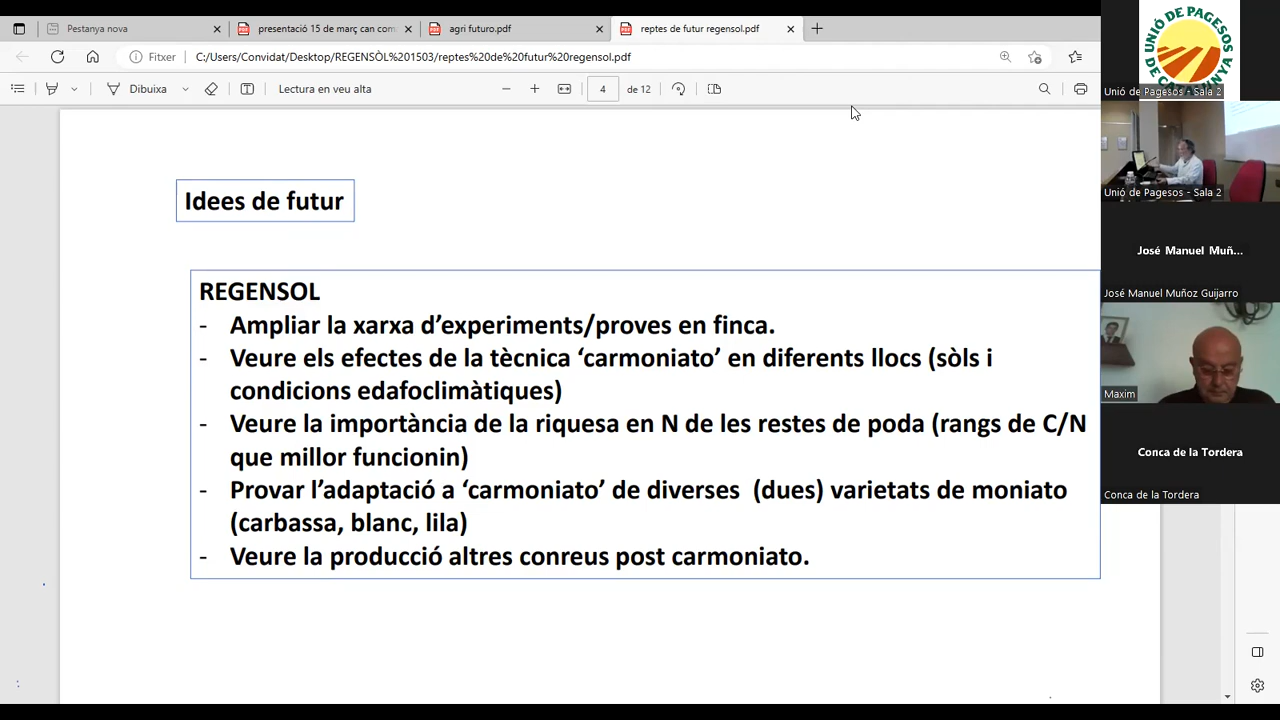 Pestanya nova
presentació 15 de març can com
agri futuro.pdf
reptes de futur regensol.pdf
Fitxer
C:/Users/Convidat/Desktop/REGENSÒL%201503/reptes%20de%20futur%20regensol.pdf
Dibuixa
Lectura en veu alta
4
de 12
Idees de futur
REGENSOL
- Ampliar la xarxa d’experiments/proves en finca.
- Veure els efectes de la tècnica ‘carmoniato’ en diferents llocs (sòls i
condicions edafoclimàtiques)
- Veure la importància de la riquesa en N de les restes de poda (rangs de C/N
que millor funcionin)
- Provar l’adaptació a ‘carmoniato’ de diverses (dues) varietats de moniato
(carbassa, blanc, lila)
- Veure la producció altres conreus post carmoniato.
UNIÓ DE PAGESOS
DE CATALUNYA
Unió de Pagesos - Sala 2
Unió de Pagesos - Sala 2
José Manuel Muñ...
José Manuel Muñoz Guijarro
Maxim
Conca de la Tordera
Conca de la Tordera